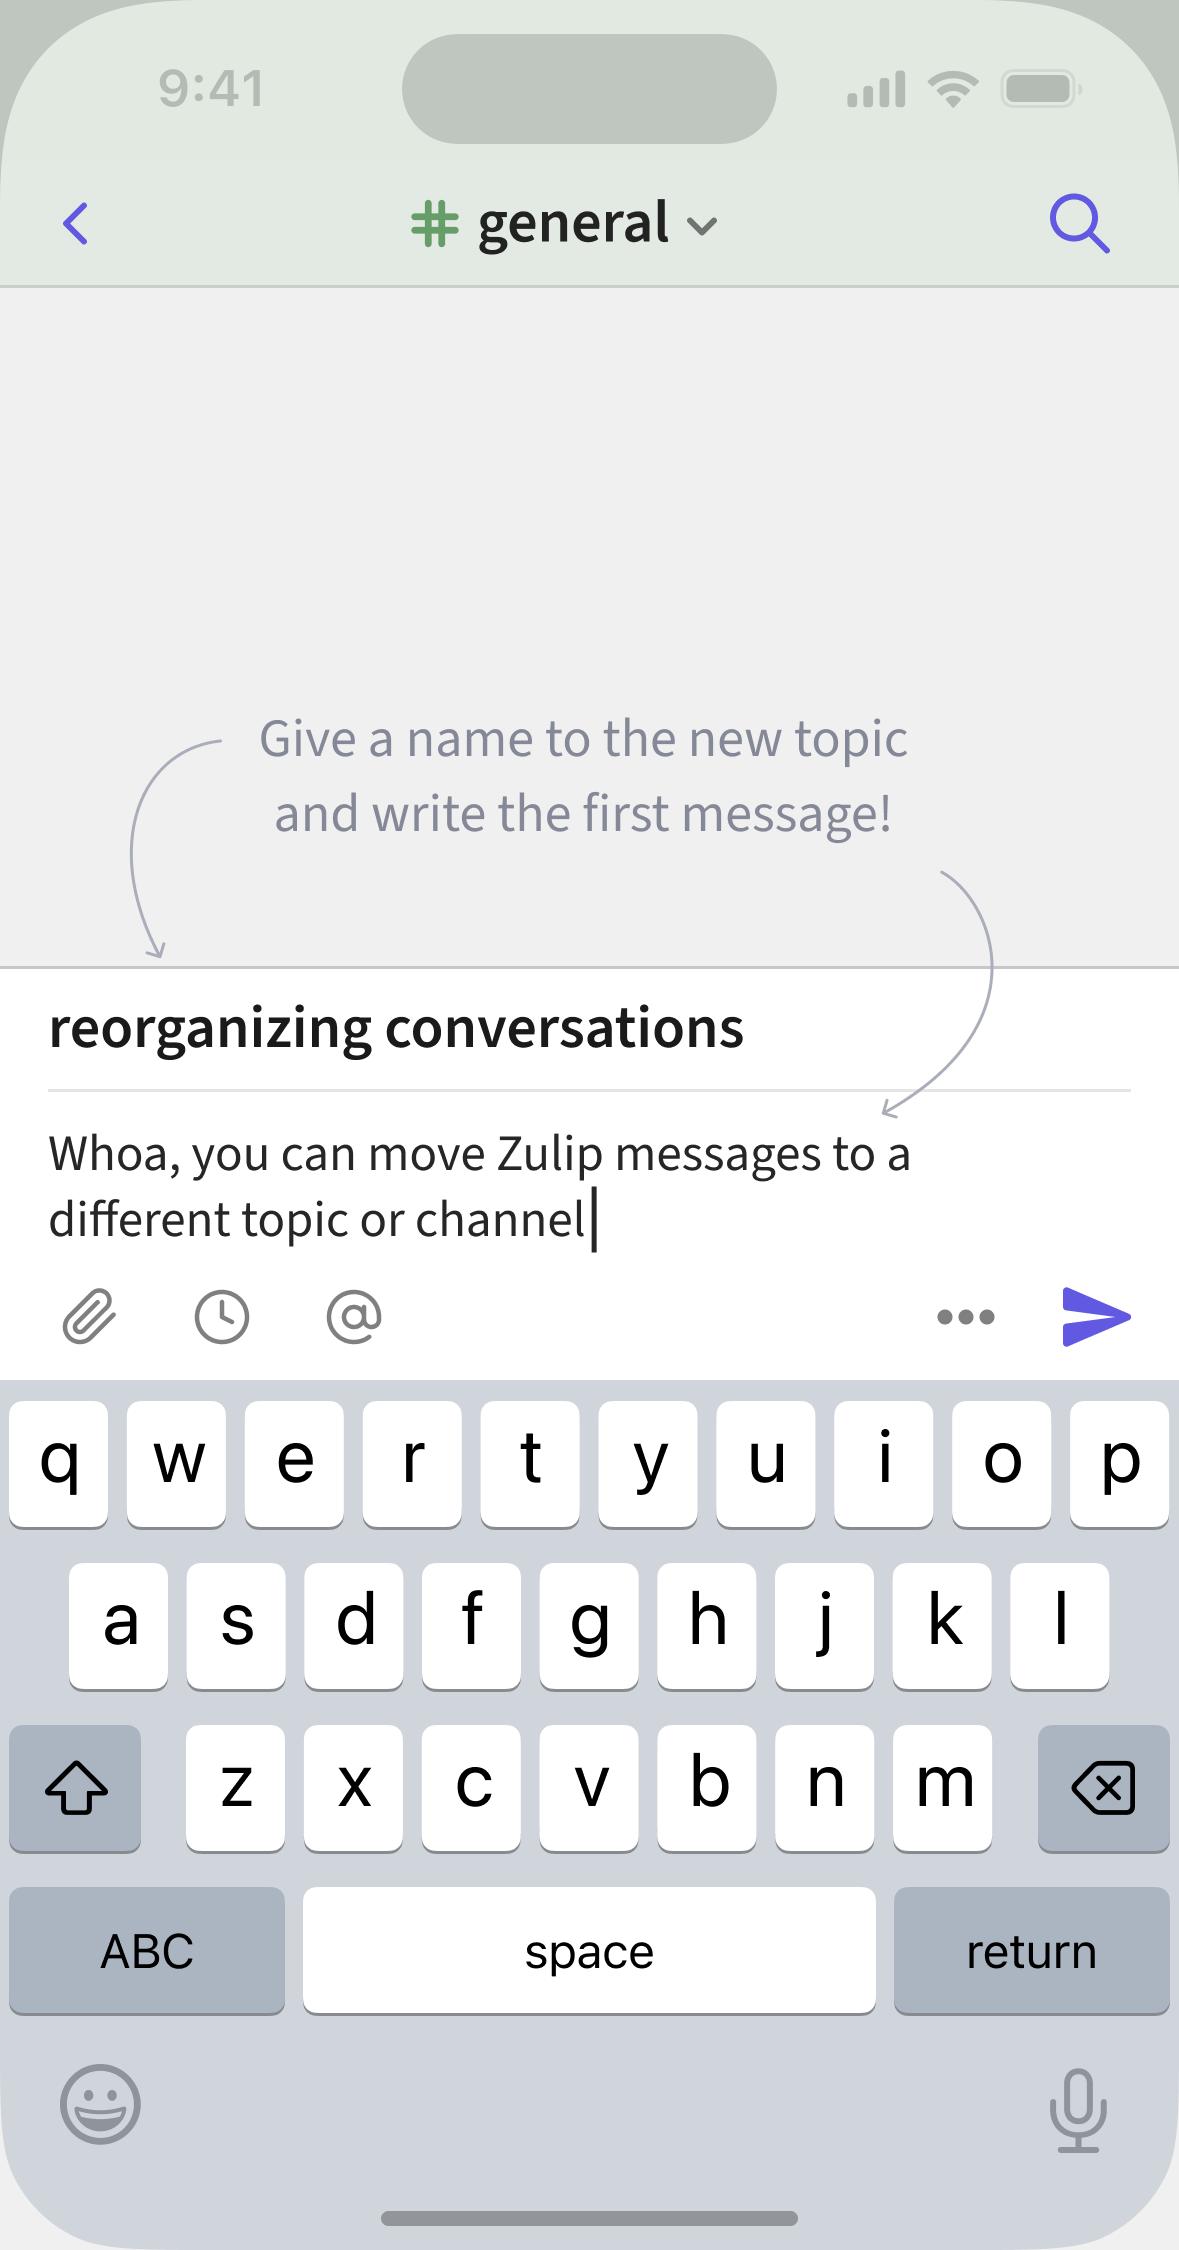 9:41
# general
Give a name to the new topic
and write the first message!
reorganizing conversations
Whoa, you can move Zulip messages to a
different topic or channel
@
q w e r t y u i o p
a s d f g h j k l
z x c v b n m
ABC space return